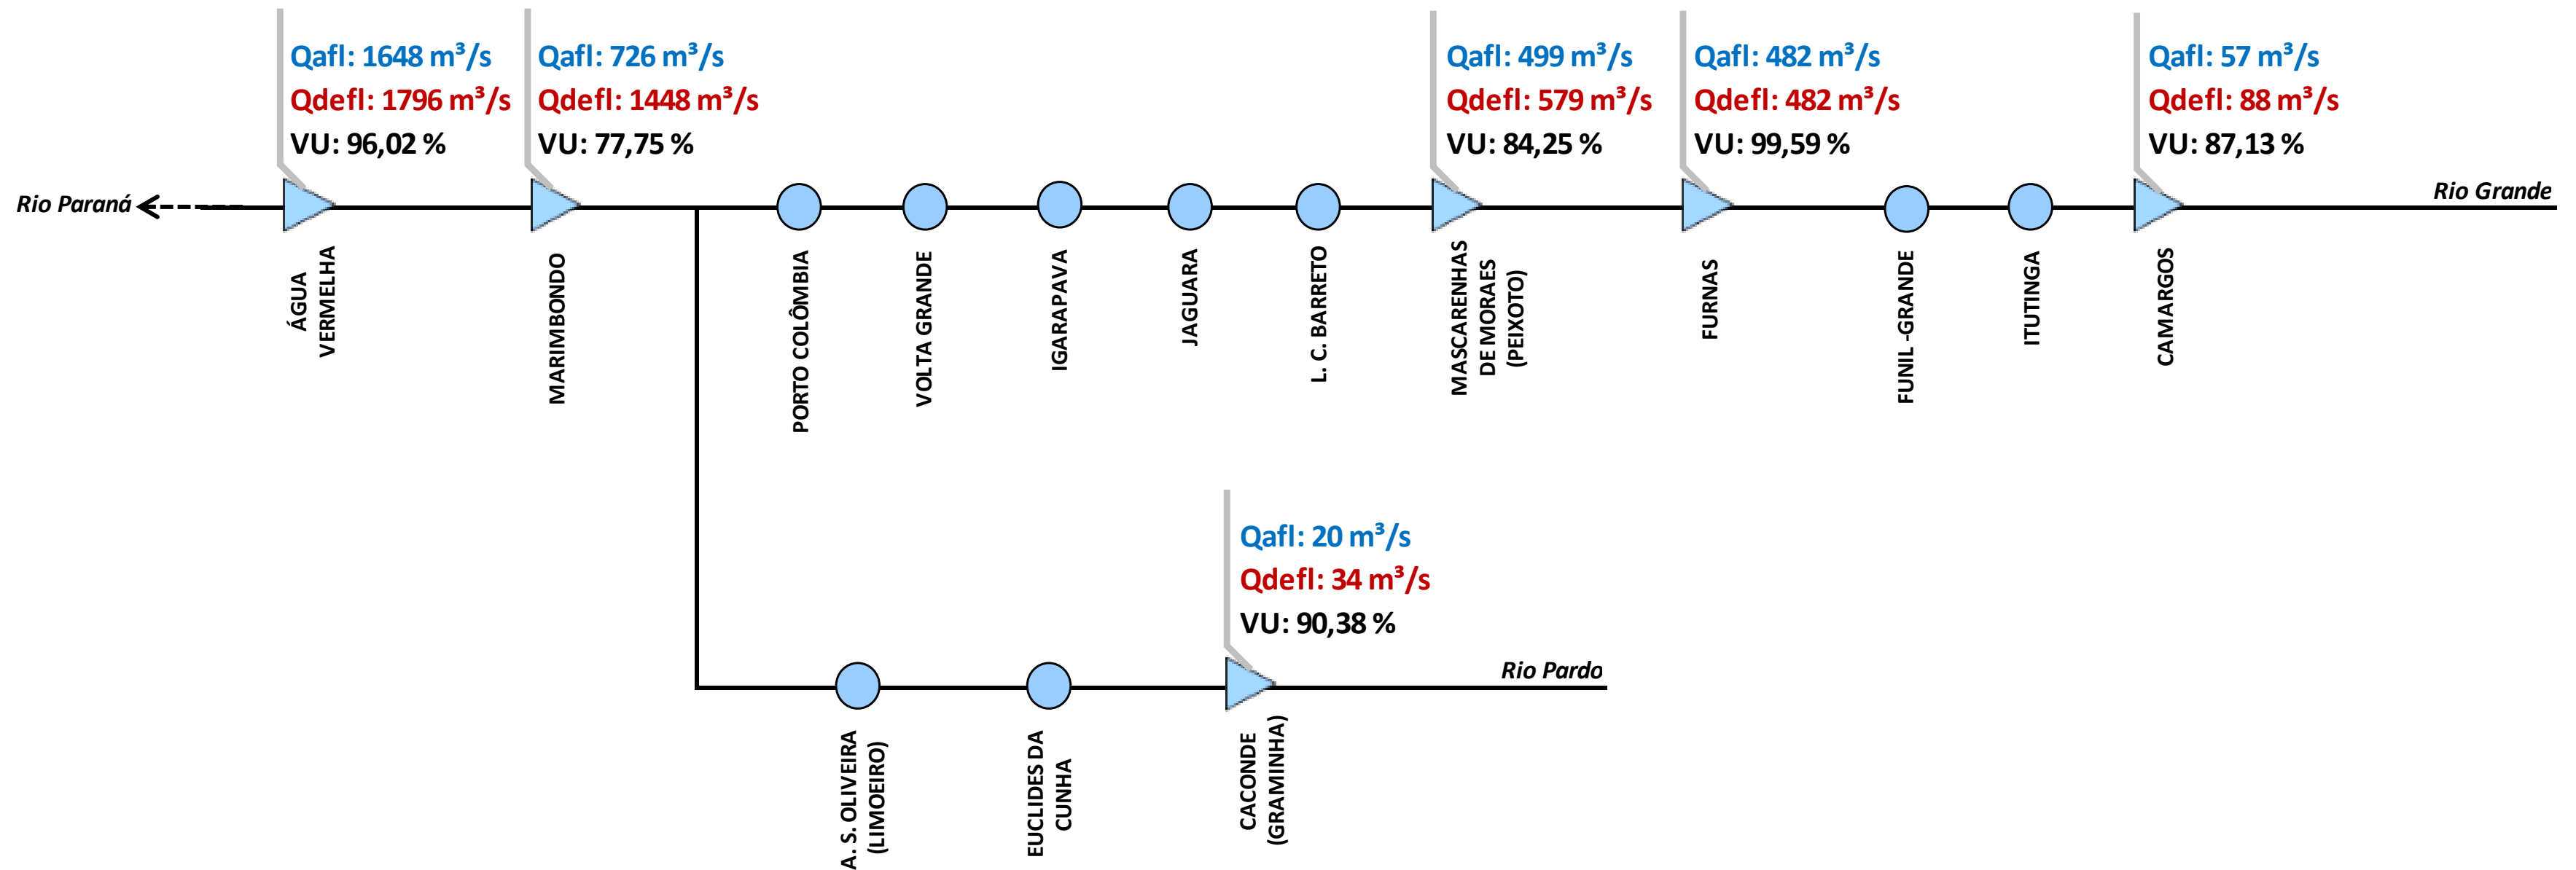 Qafl: 1648 m³/s
Qdefl: 1796 m³/s
VU: 96,02 %
Qafl: 726 m³/s
Qdefl: 1448 m³/s
VU: 77,75 %
Qafl: 499 m³/s
Qdefl: 579 m³/s
VU: 84,25 %
Qafl: 482 m³/s
Qdefl: 482 m³/s
VU: 99,59 %
Qafl: 57 m³/s
Qdefl: 88 m³/s
VU: 87,13 %
Rio Paraná
Rio Grande
ÁGUA
VERMELHA
MARIMBONDO
PORTO COLÔMBIA
VOLTA GRANDE
IGARAPAVA
JAGUARA
L. C. BARRETO
MASCARENHAS
DE MORAES
(PEIXOTO)
FURNAS
FUNIL -GRANDE
ITUTINGA
CAMARGOS
Qafl: 20 m³/s
Qdefl: 34 m³/s
VU: 90,38 %
Rio Pardo
A. S. OLIVEIRA
(LIMOEIRO)
EUCLIDES DA
CUNHA
CACONDE
(GRAMINHA)